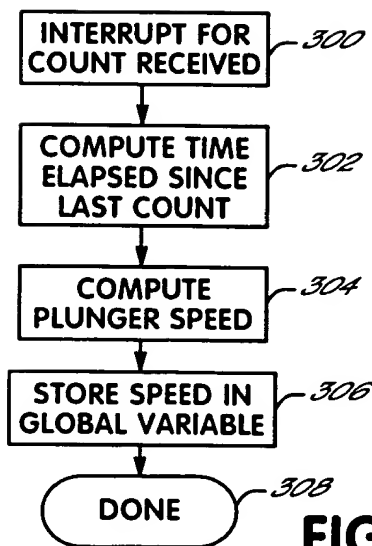 INTERRUPT FOR
COUNT RECEIVED
300
COMPUTE TIME
ELAPSED SINCE
LAST COUNT
302
COMPUTE
PLUNGER SPEED
304
STORE SPEED IN
GLOBAL VARIABLE
306
DONE
308
FIG